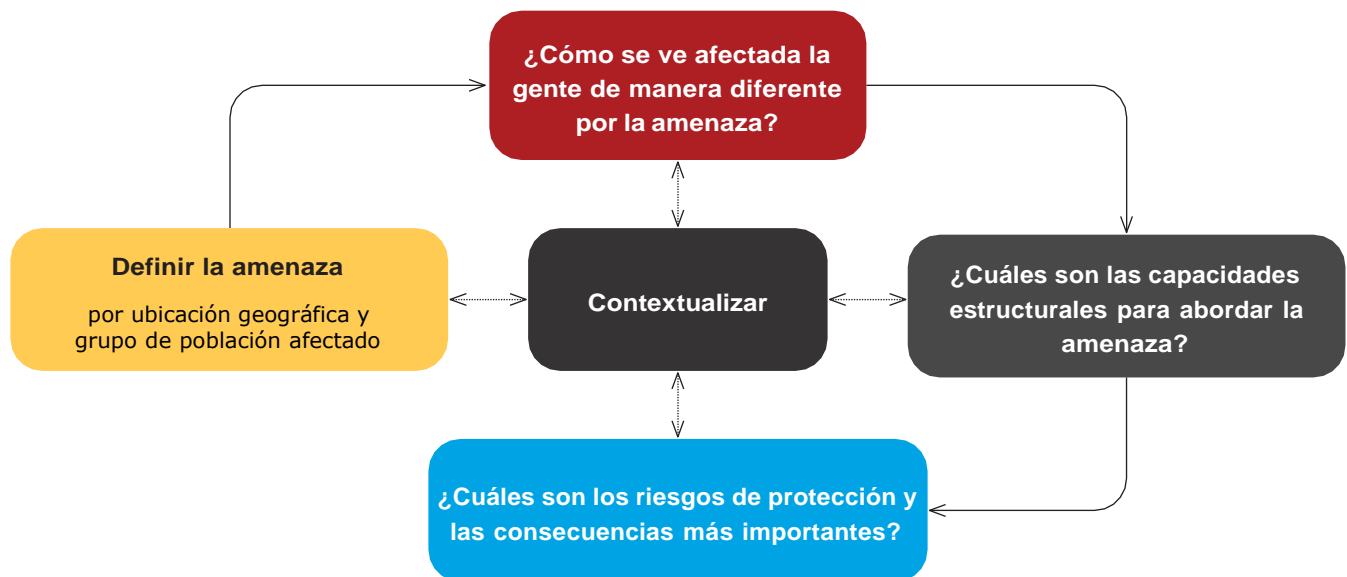 ¿Cómo se ve afectada la
gente de manera diferente
por la amenaza?
Definir la amenaza
por ubicación geográfica y
grupo de población afectado
Contextualizar
¿Cuáles son las capacidades
estructurales para abordar la
amenaza?
¿Cuáles son los riesgos de protección y
las consecuencias más importantes?